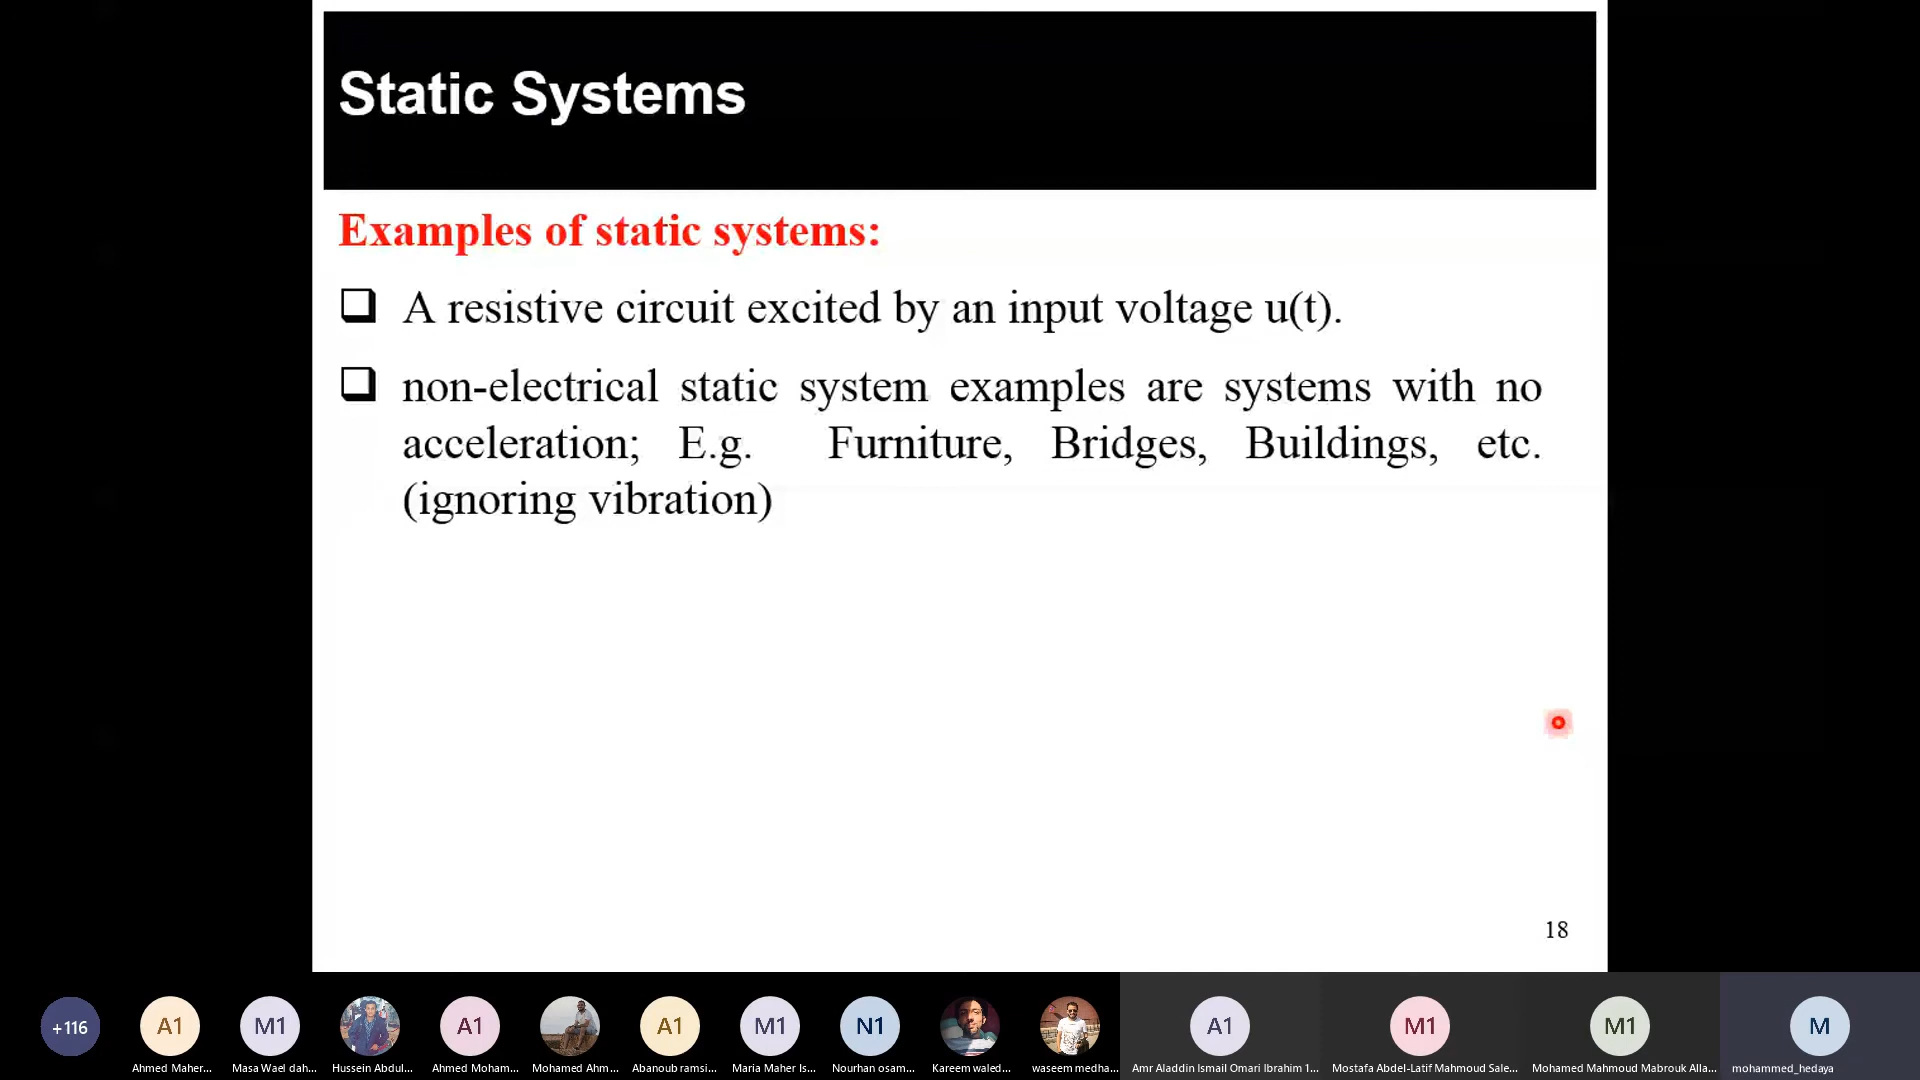 Static Systems
Examples of static systems:
A resistive circuit excited by an input voltage u(t).
non-electrical static system examples are systems with no
acceleration; E.g. Furniture, Bridges, Buildings, etc.
(ignoring vibration)
18
+116
A1
M1
A1
A1
M1
N1
A1
M1
M1
M
Ahmed Maher...
Masa Wael dah...
Hussein Abdul...
Ahmed Moham...
Mohamed Ahm...
Abanoub ramsi...
Maria Maher Is...
Nourhan osam...
Kareem waled...
waseem medha...
Amr Aladdin Ismail Omari Ibrahim 1...
Mostafa Abdel-Latif Mahmoud Sale...
Mohamed Mahmoud Mabrouk Alla...
mohammed_hedaya